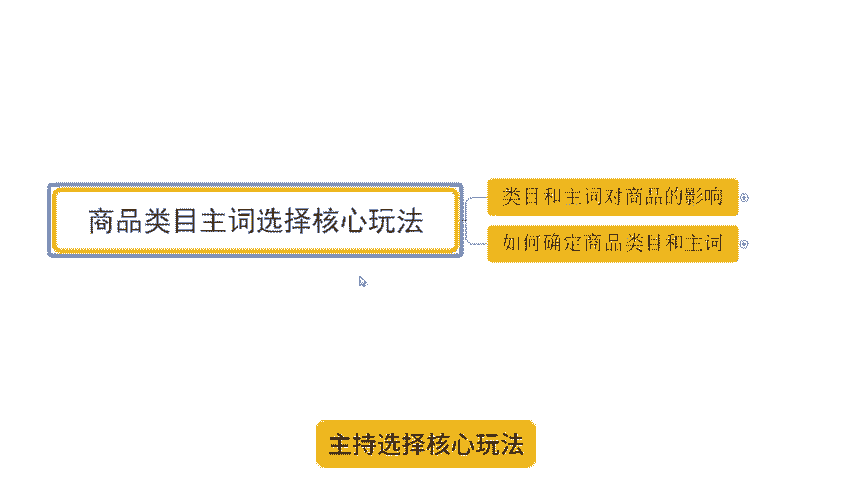 商品类目主词选择核心玩法
类目和主词对商品的影响
如何确定商品类目和主词
主持选择核心玩法